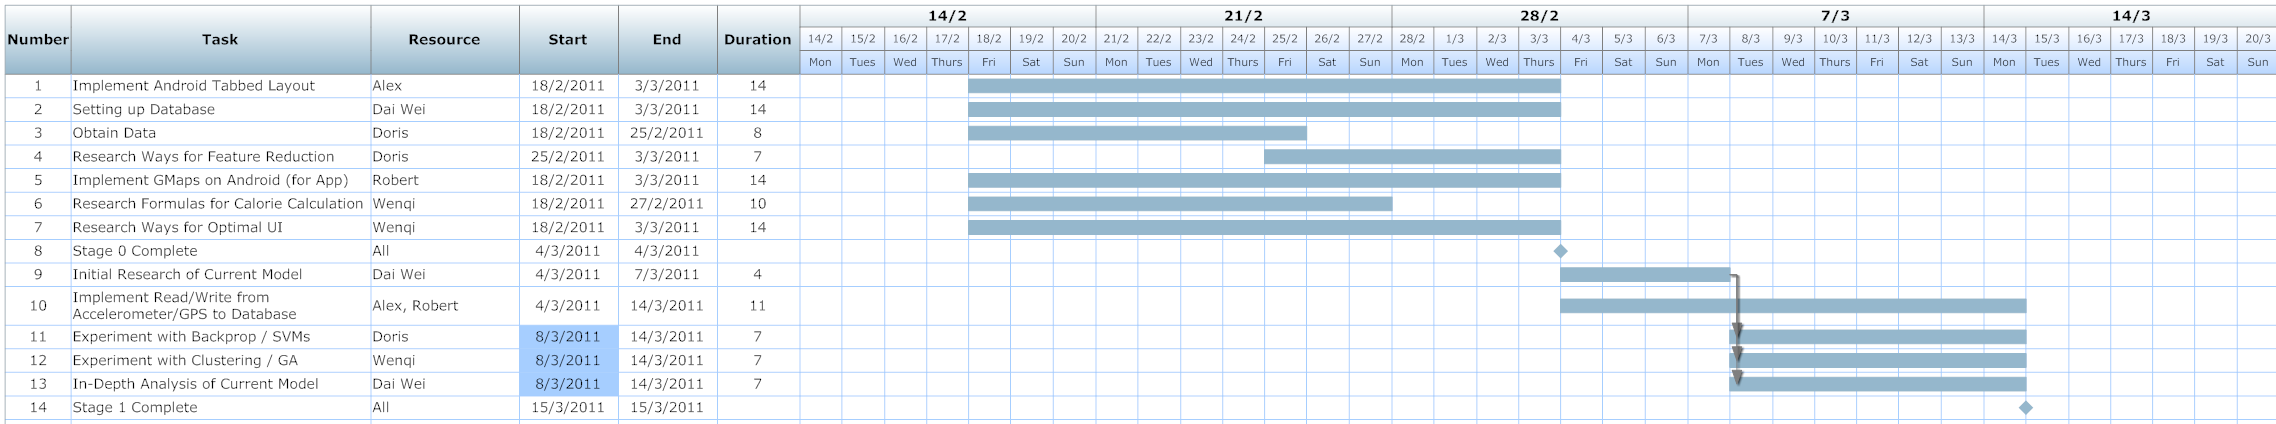 14/2 21/2 28/2 7/3 14/3
Number Task Resource Start End Duration 14/2 15/2 16/2 17/2 18/2 19/2 20/2 21/2 22/2 23/2 24/2 25/2 26/2 27/2 28/2 1/3 2/3 3/3 4/3 5/3 6/3 7/3 8/3 9/3 10/3 11/3 12/3 13/3 14/3 15/3 16/3 17/3 18/3 19/3 20/3
Mon Tues Wed Thurs Fri Sat Sun Mon Tues Wed Thurs Fri Sat Sun Mon Tues Wed Thurs Fri Sat Sun Mon Tues Wed Thurs Fri Sat Sun Mon Tues Wed Thurs Fri Sat Sun
1 Implement Android Tabbed Layout Alex 18/2/2011 3/3/2011 14
2 Setting up Database Dai Wei 18/2/2011 3/3/2011 14
3 Obtain Data Doris 18/2/2011 25/2/2011 8
4 Research Ways for Feature Reduction Doris 25/2/2011 3/3/2011 7
5 Implement GMaps on Android (for App) Robert 18/2/2011 3/3/2011 14
6 Research Formulas for Calorie Calculation Wenqi 18/2/2011 27/2/2011 10
7 Research Ways for Optimal UI Wenqi 18/2/2011 3/3/2011 14
8 Stage 0 Complete All 4/3/2011 4/3/2011
9 Initial Research of Current Model Dai Wei 4/3/2011 7/3/2011 4
10 Implement Read/Write from
Accelerometer/GPS to Database Alex, Robert 4/3/2011 14/3/2011 11
11 Experiment with Backprop / SVMs Doris 8/3/2011 14/3/2011 7
12 Experiment with Clustering / GA Wenqi 8/3/2011 14/3/2011 7
13 In-Depth Analysis of Current Model Dai Wei 8/3/2011 14/3/2011 7
14 Stage 1 Complete All 15/3/2011 15/3/2011